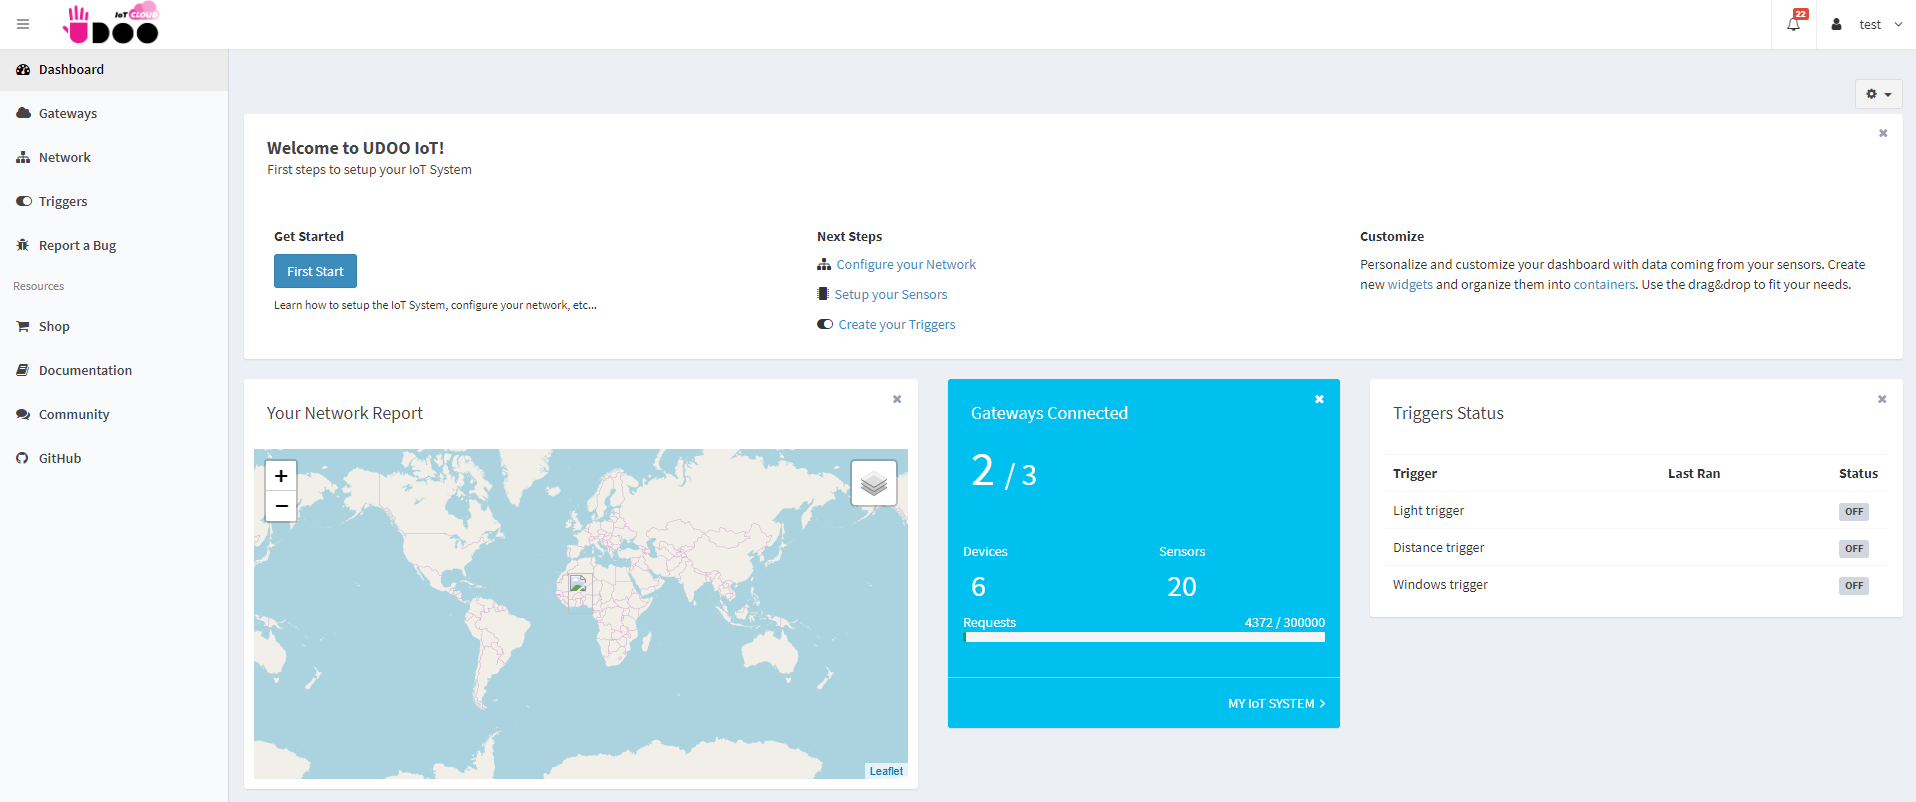 IoT CLOUD
UDOO
22
test
Dashboard
Gateways
Network
Triggers
Report a Bug
Resources
Shop
Documentation
Community
GitHub
Welcome to UDOO IoT!
First steps to setup your IoT System
Get Started
First Start
Learn how to setup the IoT System, configure your network, etc...
Next Steps
Configure your Network
Setup your Sensors
Create your Triggers
Customize
Personalize and customize your dashboard with data coming from your sensors. Create
new widgets and organize them into containers. Use the drag&drop to fit your needs.
Your Network Report
+
−
Leaflet
Gateways Connected
2 / 3
Devices Sensors
6 20
Requests 4372 / 300000
MY IoT SYSTEM
Triggers Status
Trigger Last Ran Status
Light trigger OFF
Distance trigger OFF
Windows trigger OFF